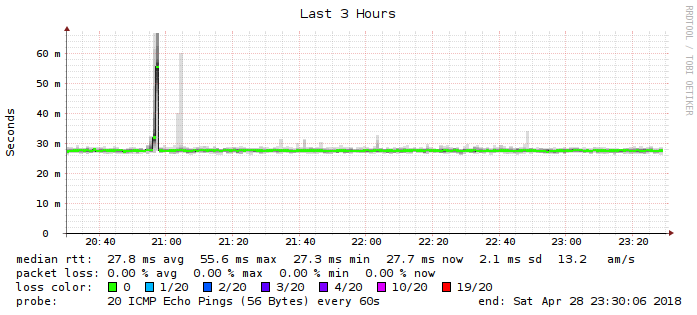 Last 3 Hours
RRDTOOL / TOBI OETIKER
Seconds
60 m
50 m
40 m
30 m
20 m
10 m
0
20:40 21:00 21:20 21:40 22:00 22:20 22:40 23:00 23:20
median rtt: 27.8 ms avg 55.6 ms max 27.3 ms min 27.7 ms now 2.1 ms sd 13.2 am/s
packet loss: 0.00 % avg 0.00 % max 0.00 % min 0.00 % now
loss color: 0 1/20 2/20 3/20 4/20 10/20 19/20
probe: 20 ICMP Echo Pings (56 Bytes) every 60s end: Sat Apr 28 23:30:06 2018